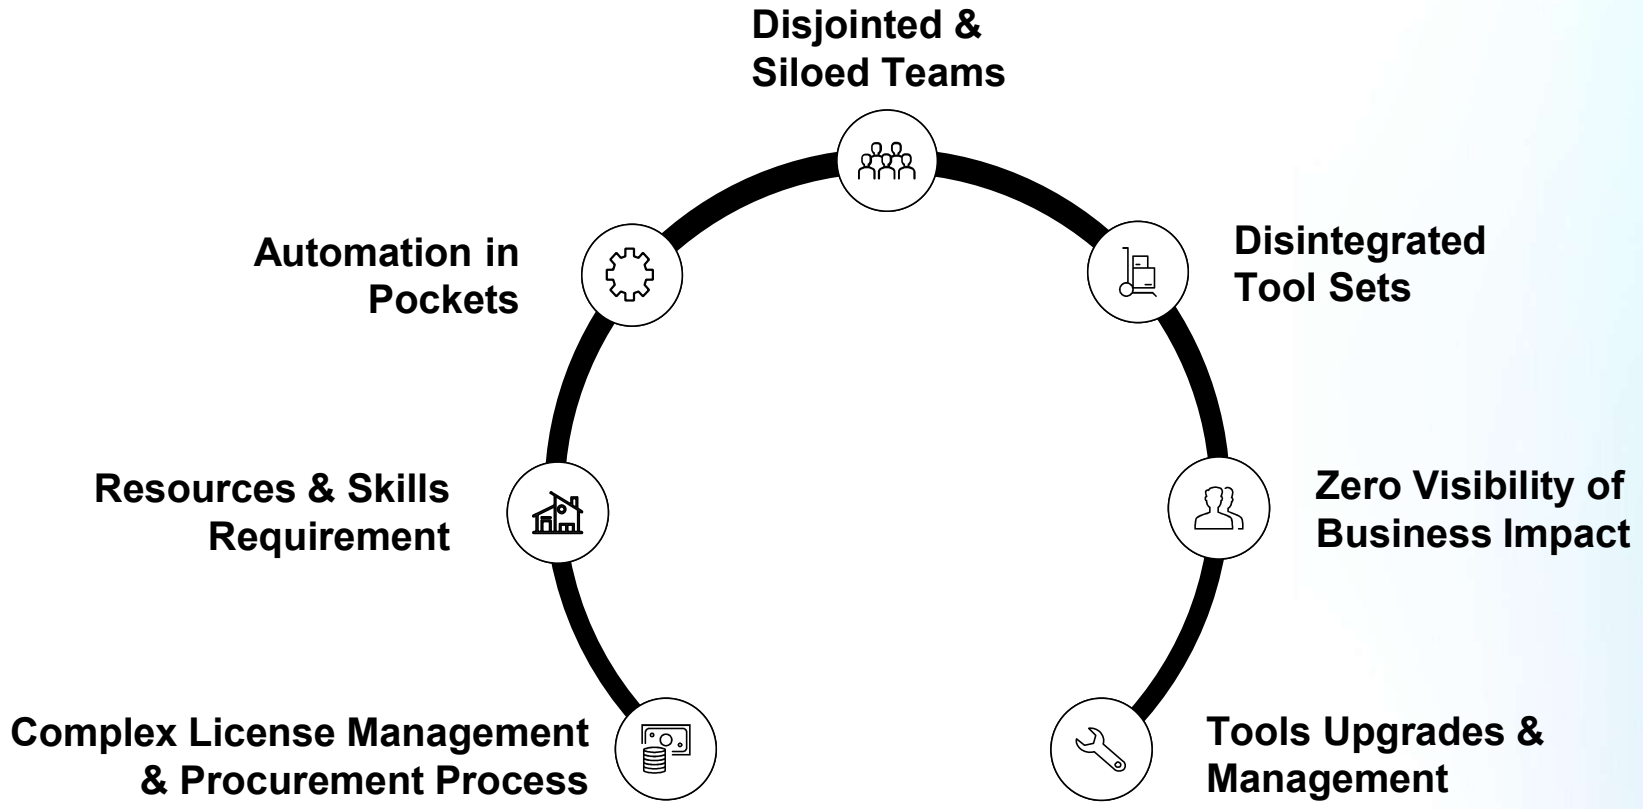 Disjointed &
Siloed Teams
Automation in
Pockets
Disintegrated
Tool Sets
Resources & Skills
Requirement
Zero Visibility of
Business Impact
Complex License Management
& Procurement Process
Tools Upgrades &
Management